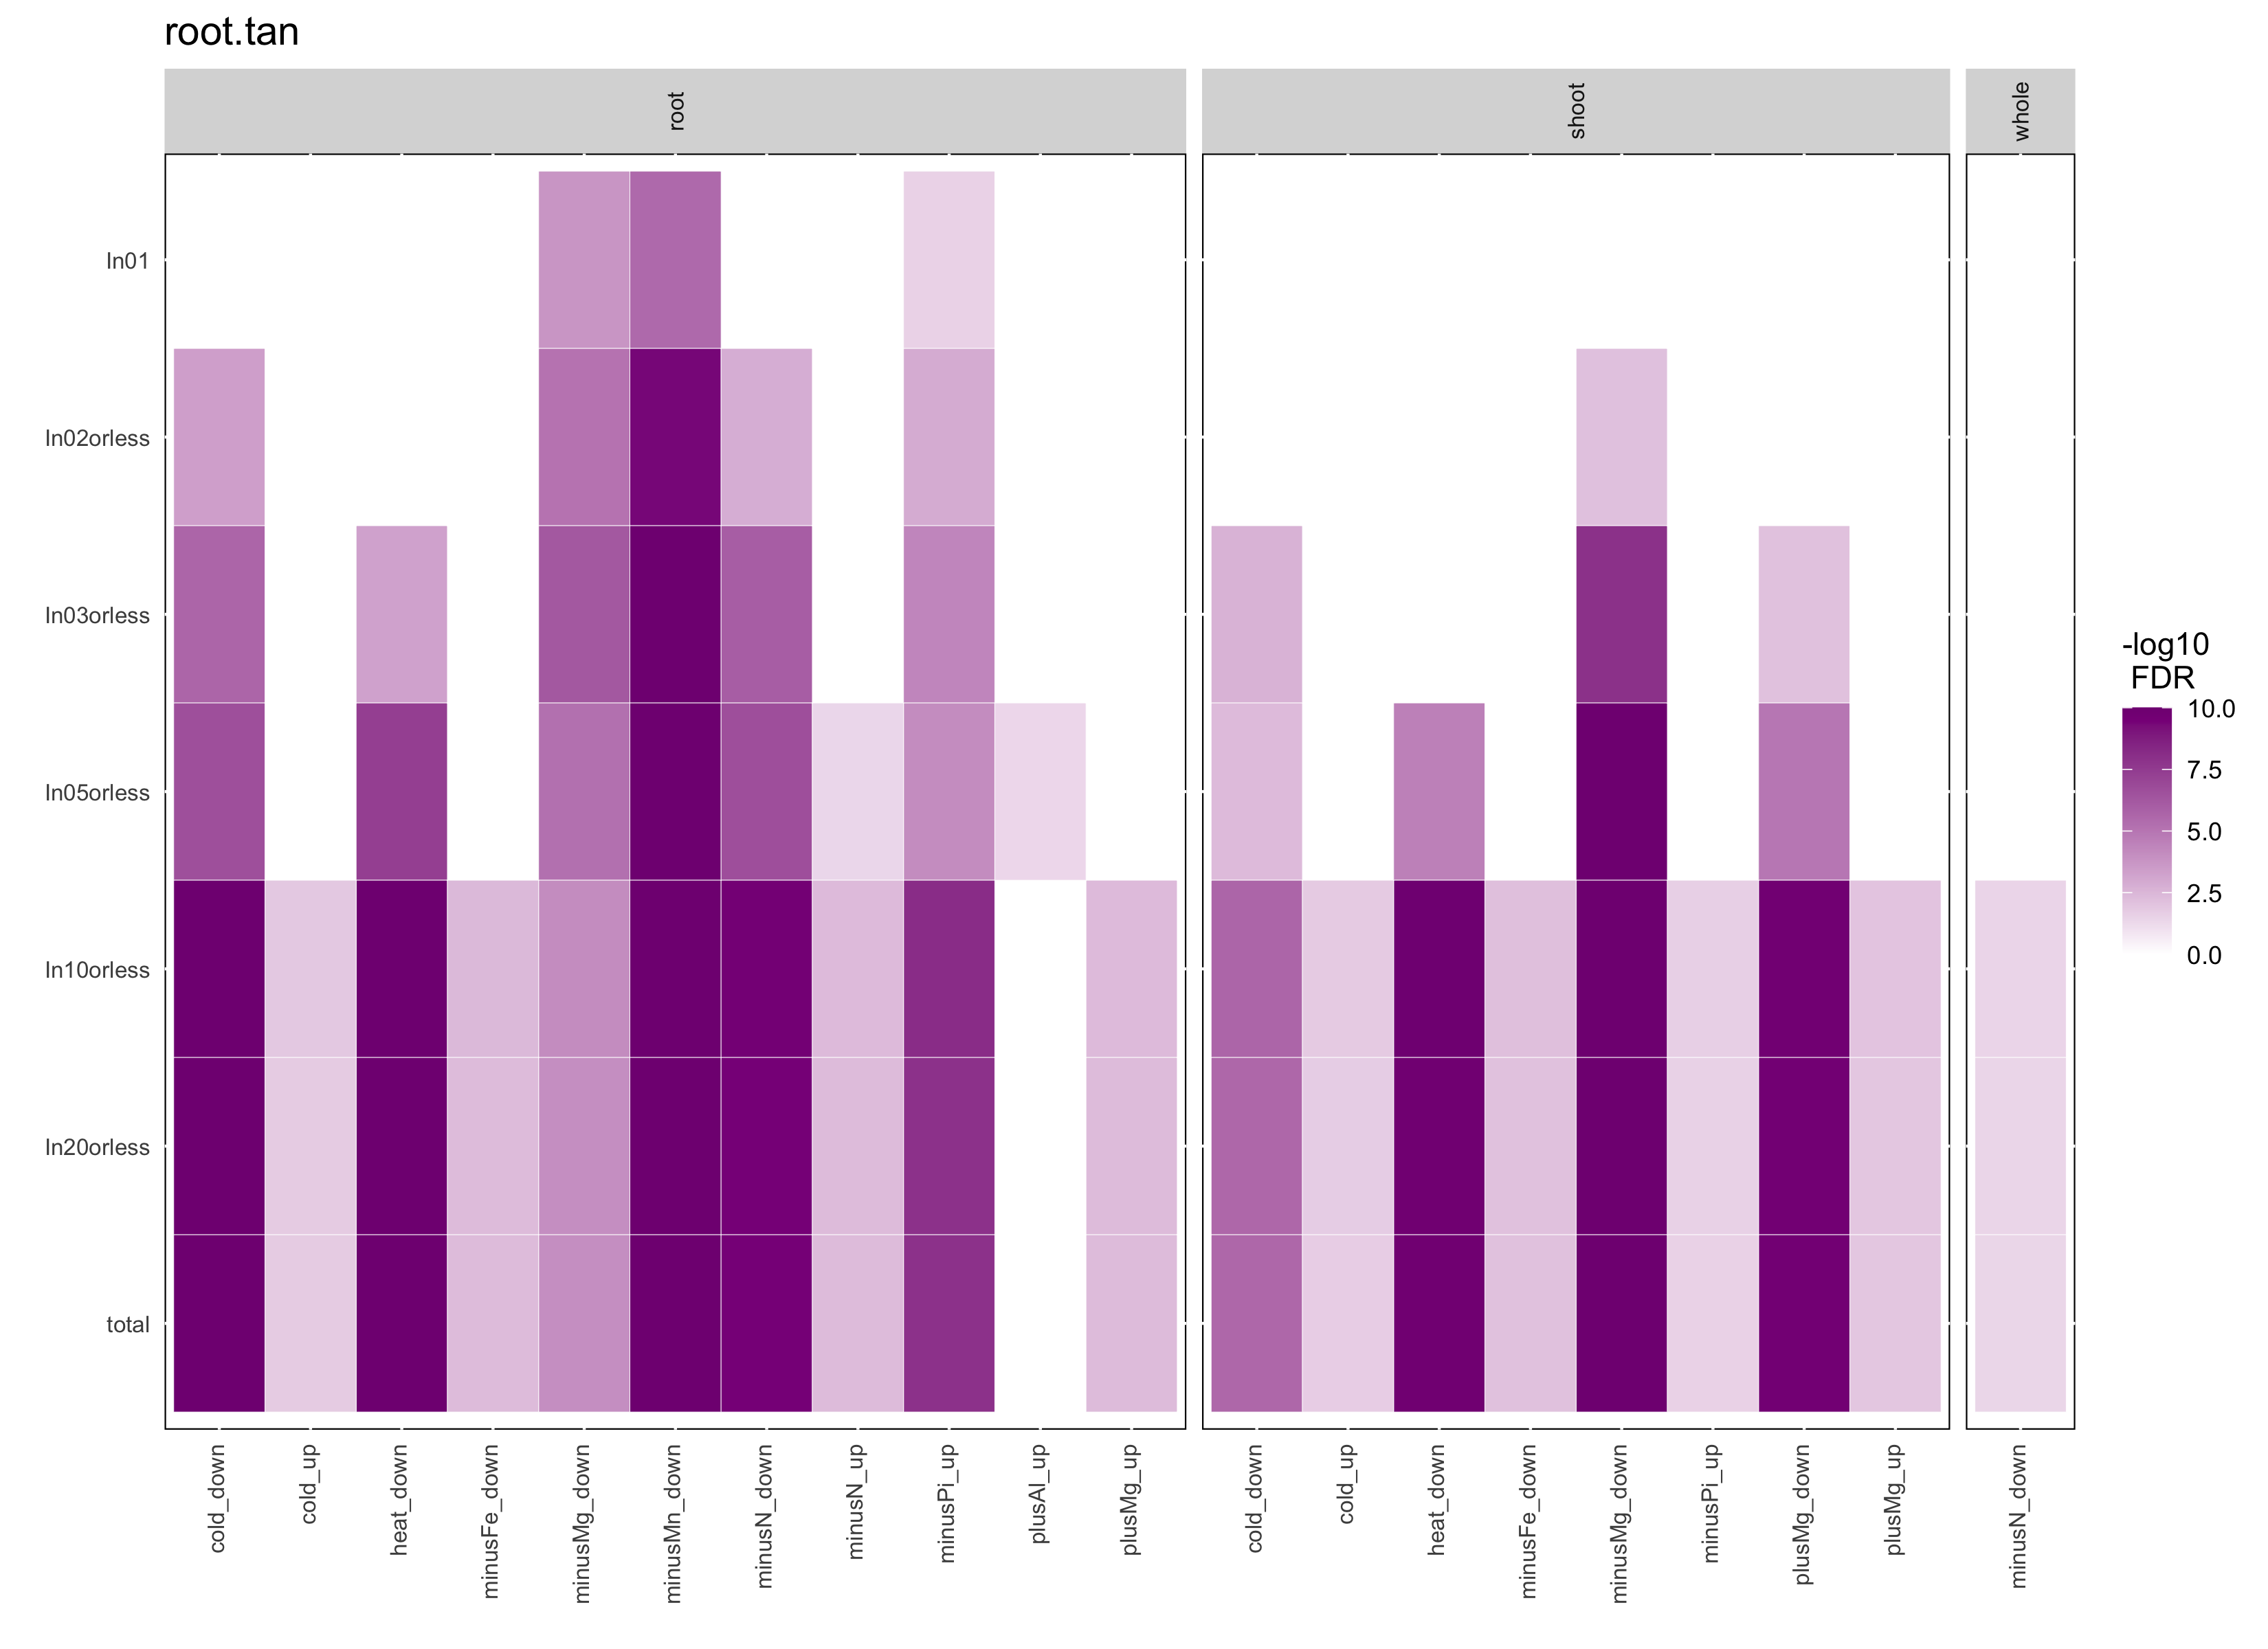 root.tan
root
shoot
whole
In01
In02orless
In03orless
In05orless
In10orless
In20orless
total
cold_down
cold_up
heat_down
minusFe_down
minusMg_down
minusMn_down
minusN_down
minusN_up
minusPi_up
plusAl_up
plusMg_up
cold_down
cold_up
heat_down
minusFe_down
minusMg_down
minusPi_up
plusMg_down
plusMg_up
minusN_down
-log10
FDR
10.0
7.5
5.0
2.5
0.0